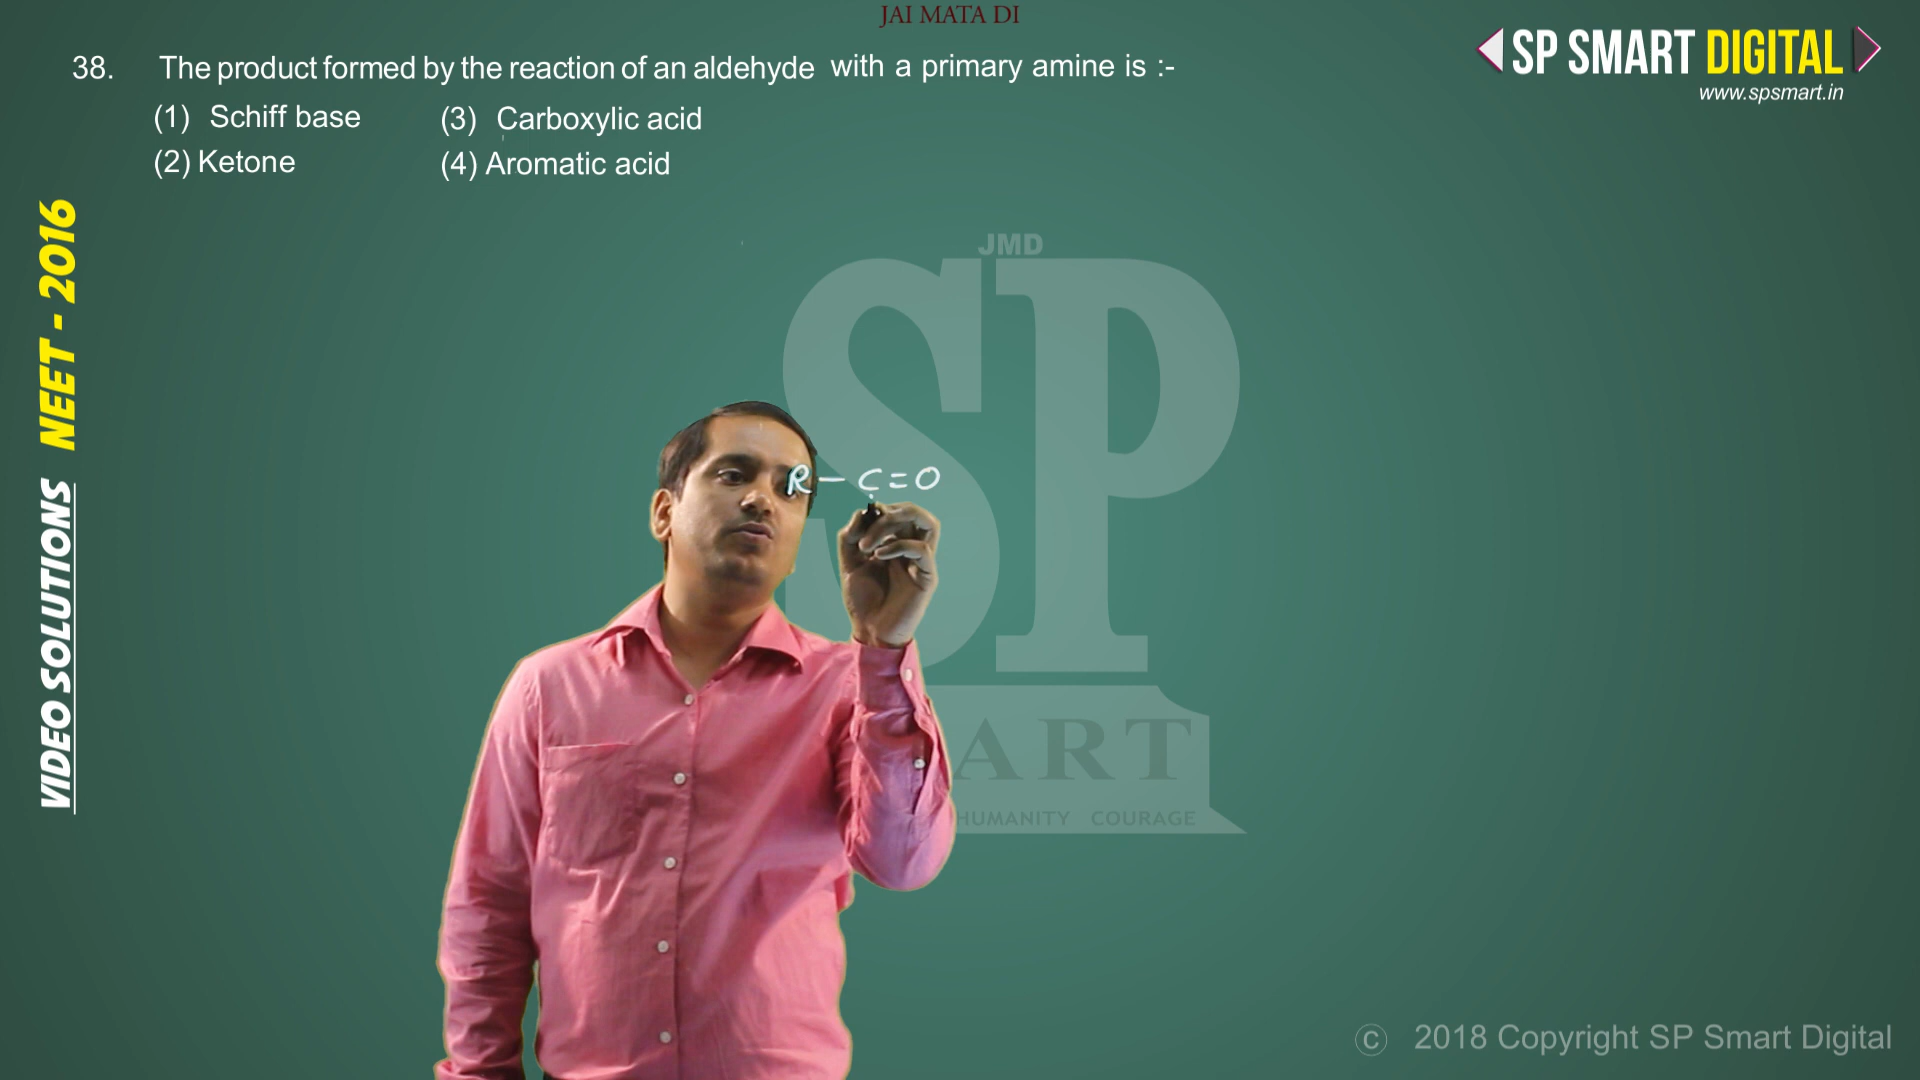 JAI MATA DI
38. The product formed by the reaction of an aldehyde with a primary amine is :-
(1) Schiff base (3) Carboxylic acid
(2) Ketone (4) Aromatic acid
SP SMART DIGITAL
www.spsmart.in
VIDEO SOLUTIONS NEET - 2016
JMD
SP
R - C = O
ART
HUMANITY COURAGE
© 2018 Copyright SP Smart Digital